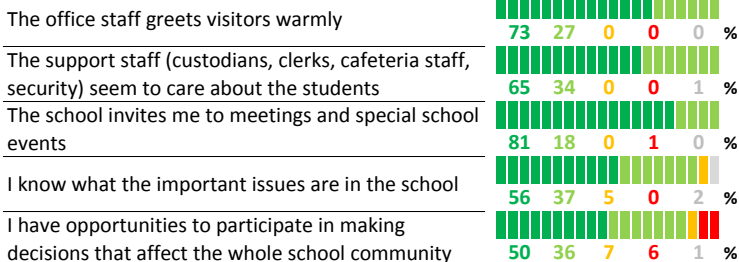 The office staff greets visitors warmly
73 27 0 0 0 %
The support staff (custodians, clerks, cafeteria staff,
security) seem to care about the students
65 34 0 0 1 %
The school invites me to meetings and special school
events
81 18 0 1 0 %
I know what the important issues are in the school
56 37 5 0 2 %
I have opportunities to participate in making
decisions that affect the whole school community
50 36 7 6 1 %